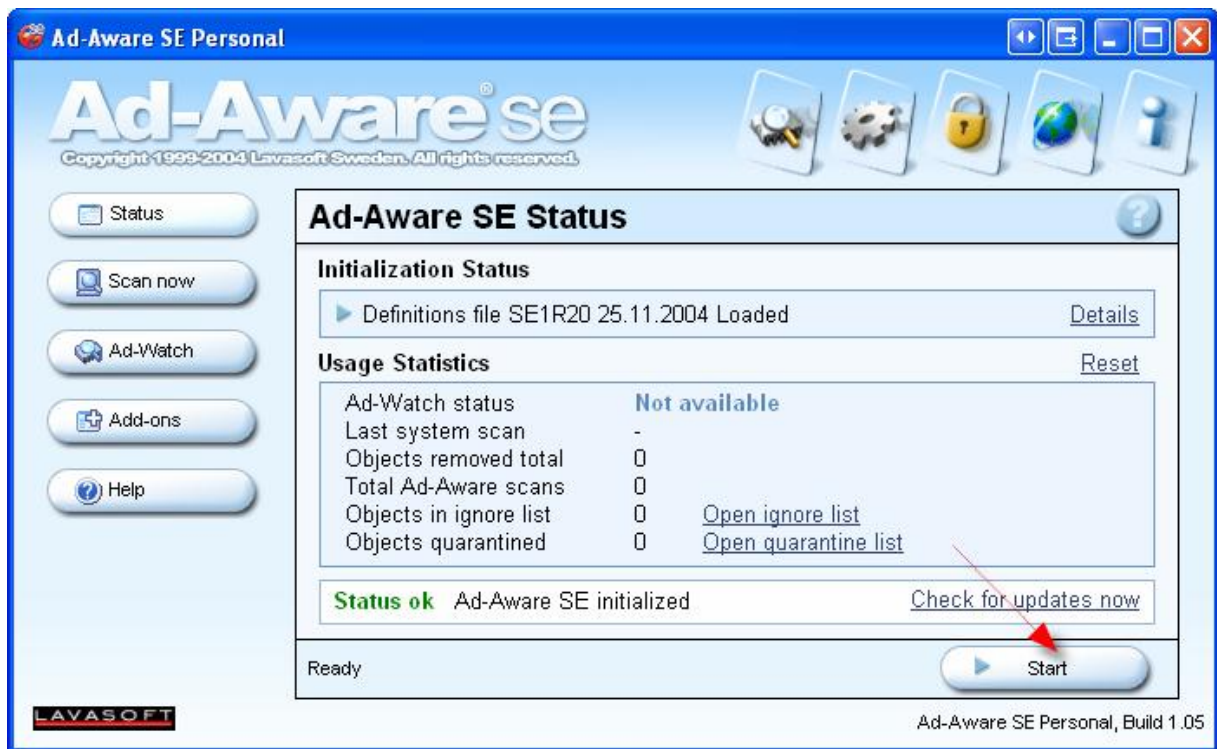 Ad-Aware SE Personal
Ad-Aware® se
Copyright 1999-2004 Lavasoft Sweden. All rights reserved.
Status
Scan now
Ad-Watch
Add-ons
Help
Ad-Aware SE Status
Initialization Status
Definitions file SE1R20 25.11.2004 Loaded Details
Usage Statistics Reset
Ad-Watch status Not available
Last system scan -
Objects removed total 0
Total Ad-Aware scans 0
Objects in ignore list 0 Open ignore list
Objects quarantined 0 Open quarantine list
Status ok Ad-Aware SE initialized Check for updates now
Ready Start
LAVASOFT
Ad-Aware SE Personal, Build 1.05